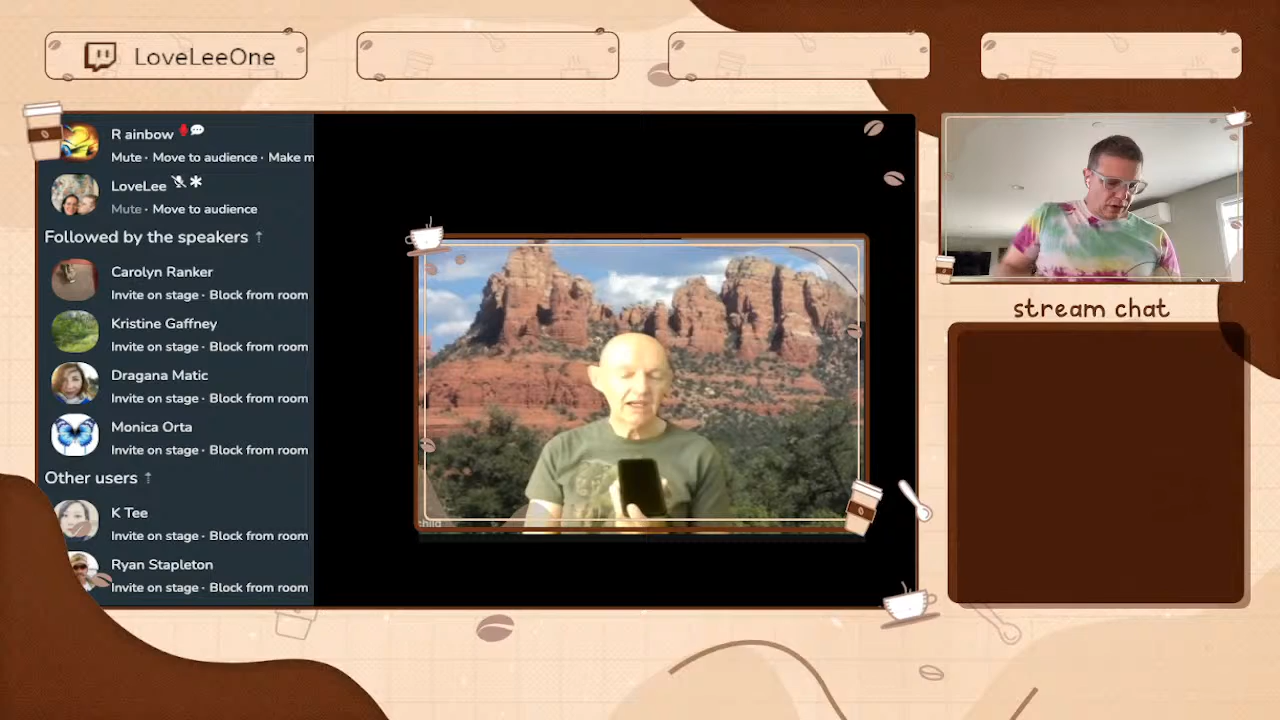 LoveLeeOne
R ainbow
Mute · Move to audience · Make m
LoveLee
Mute · Move to audience
Followed by the speakers ↑
Carolyn Ranker
Invite on stage · Block from room
Kristine Gaffney
Invite on stage · Block from room
Dragana Matic
Invite on stage · Block from room
Monica Orta
Invite on stage · Block from room
Other users ↑
K Tee
Invite on stage · Block from room
Ryan Stapleton
Invite on stage · Block from room
stream chat